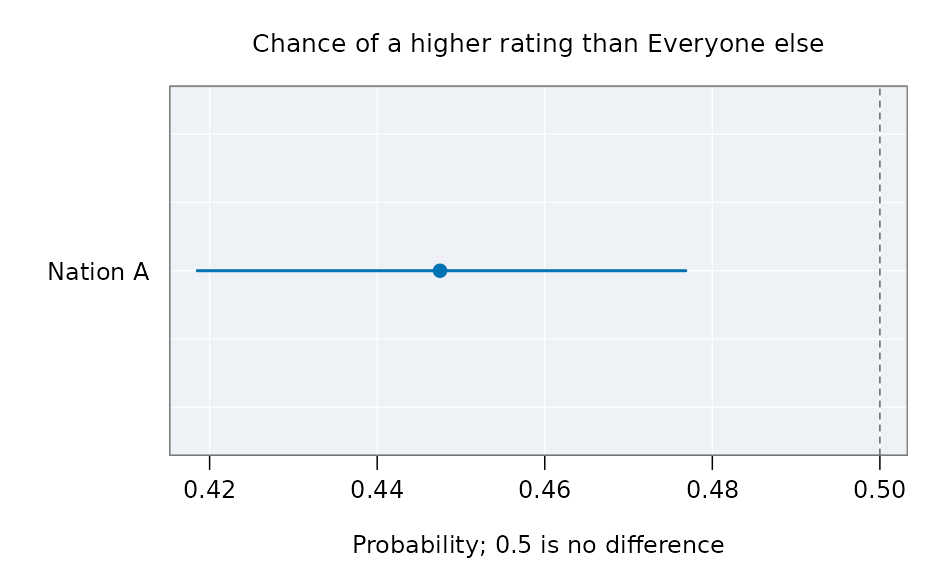 Chance of a higher rating than Everyone else
Nation A
0.42 0.44 0.46 0.48 0.50
Probability; 0.5 is no difference